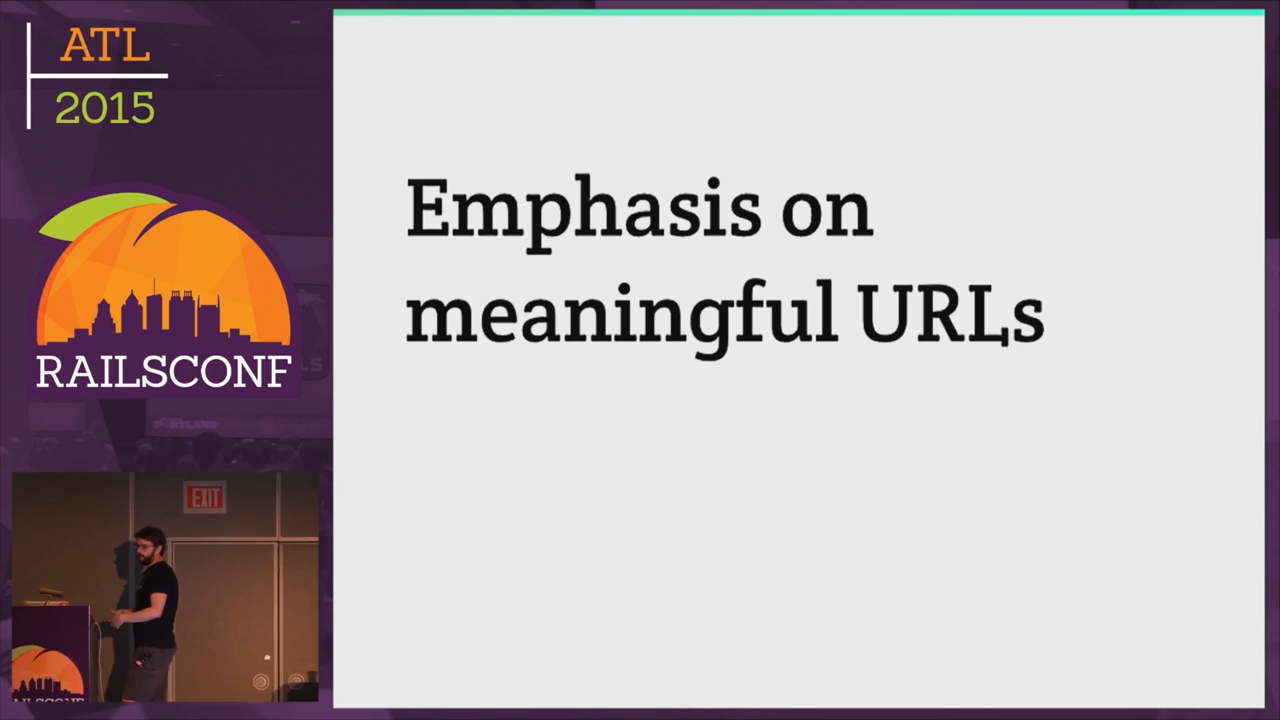 ATL
2015
RAILSCONF
Emphasis on
meaningful URLs
EXIT